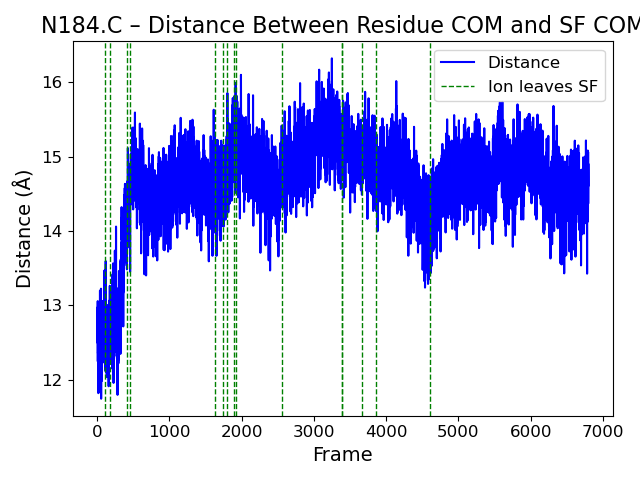 N184.C – Distance Between Residue COM and SF COM
Distance
Ion leaves SF
Distance (Å)
16
15
14
13
12
0 1000 2000 3000 4000 5000 6000 7000
Frame